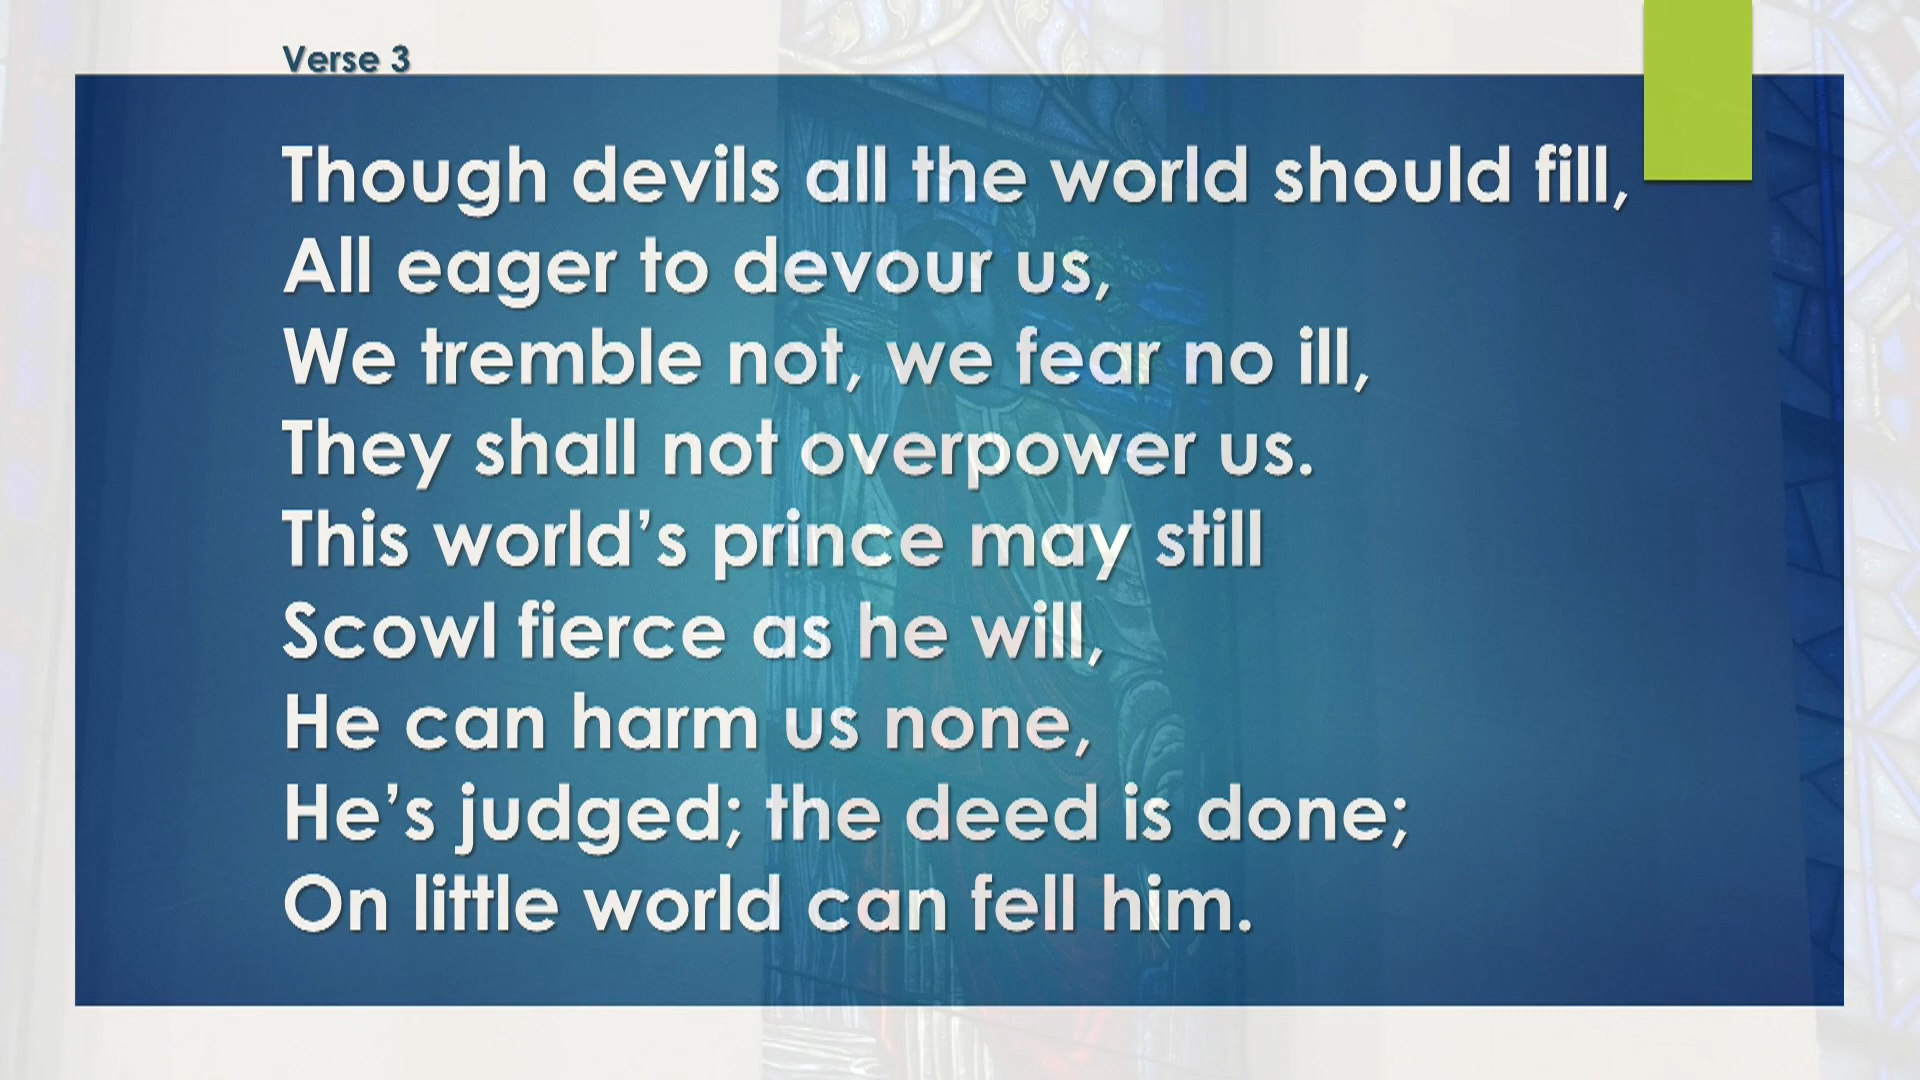 Verse 3
Though devils all the world should fill,
All eager to devour us,
We tremble not, we fear no ill,
They shall not overpower us.
This world’s prince may still
Scowl fierce as he will,
He can harm us none,
He’s judged; the deed is done;
On little world can fell him.